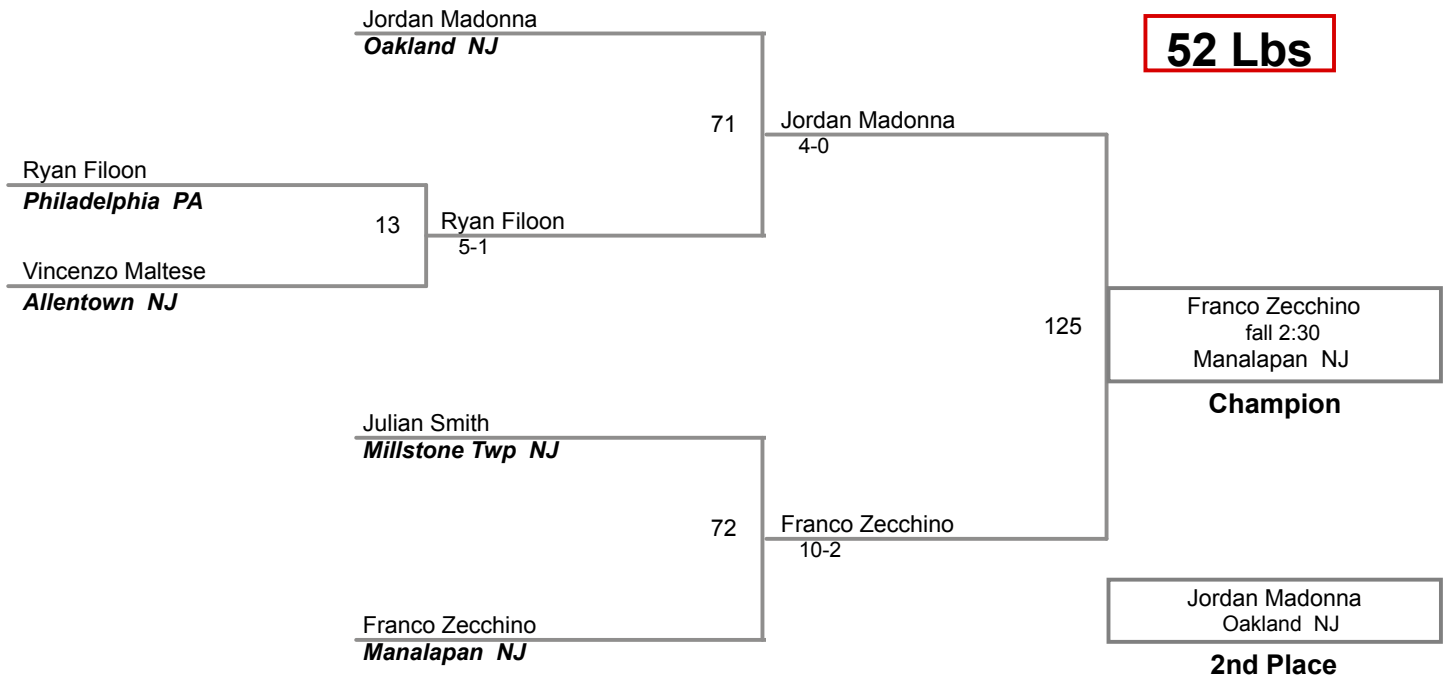 Jordan Madonna
Oakland NJ
52 Lbs
71
Jordan Madonna
4-0
Ryan Filoon
Philadelphia PA
13
Ryan Filoon
5-1
Vincenzo Maltese
Allentown NJ
125
Franco Zecchino
fall 2:30
Manalapan NJ
Champion
Julian Smith
Millstone Twp NJ
72
Franco Zecchino
10-2
Franco Zecchino
Manalapan NJ
Jordan Madonna
Oakland NJ
2nd Place